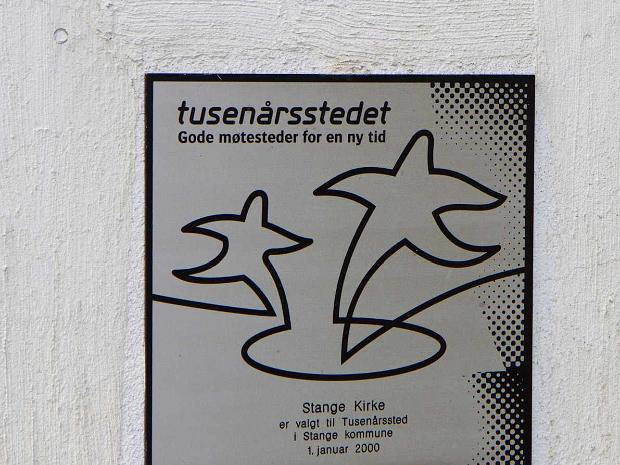 tusenårsstedet
Gode møtesteder for en ny tid
Stange Kirke
er valgt til Tusenårssted
i Stange kommune
1. januar 2000